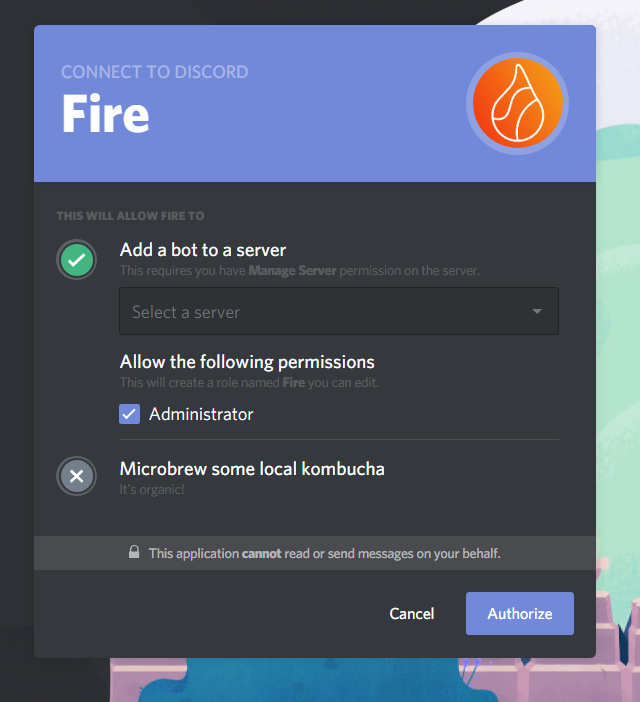 CONNECT TO DISCORD
Fire
THIS WILL ALLOW FIRE TO
Add a bot to a server
This requires you have Manage Server permission on the server.
Select a server
Allow the following permissions
This will create a role named Fire you can edit.
Administrator
Microbrew some local kombucha
It's organic!
This application cannot read or send messages on your behalf.
Cancel
Authorize